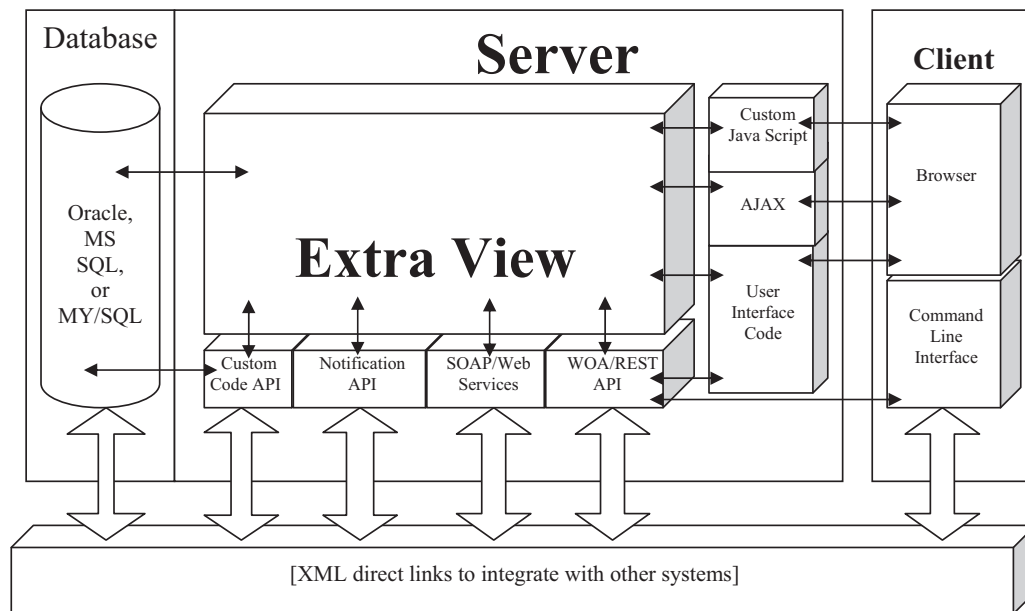 Database
Server
Client
Oracle,
MS
SQL,
or
MY/SQL
Extra View
Custom
Java Script
AJAX
User
Interface
Code
Browser
Command
Line
Interface
Custom
Code API
Notification
API
SOAP/Web
Services
WOA/REST
API
[XML direct links to integrate with other systems]